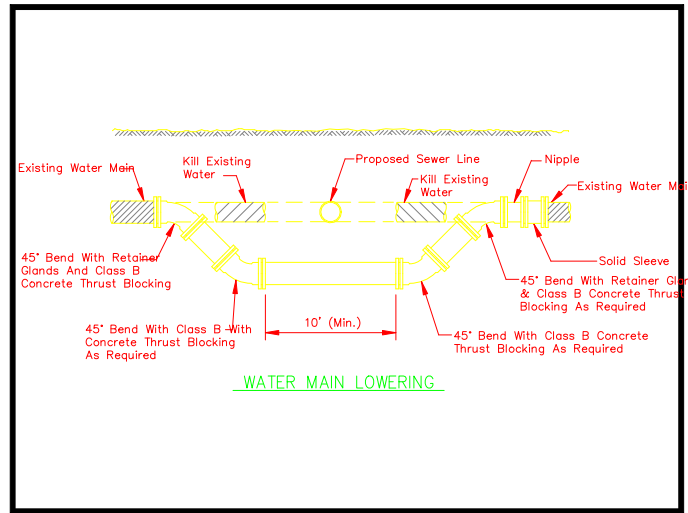 Existing Water Main
Kill Existing
Water
Proposed Sewer Line
Kill Existing
Water
Nipple
Existing Water Mai
45° Bend With Retainer
Glands And Class B
Concrete Thrust Blocking
Solid Sleeve
45° Bend With Retainer Glan
& Class B Concrete Thrust
Blocking As Required
45° Bend With Class B With
Concrete Thrust Blocking
As Required
10' (Min.)
45° Bend With Class B Concrete
Thrust Blocking As Required
WATER MAIN LOWERING